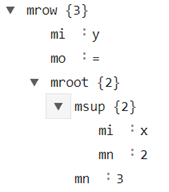 mrow {3}
mi : y
mo : =
mroot {2}
msup {2}
mi : x
mn : 2
mn : 3